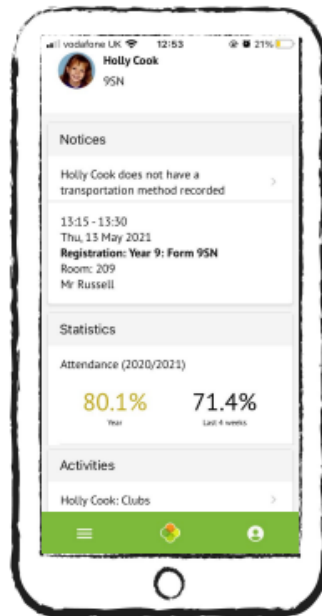 vodafone UK 12:53 21%
Holly Cook
9SN
Notices
Holly Cook does not have a
transportation method recorded
13:15 - 13:30
Thu, 13 May 2021
Registration: Year 9: Form 9SN
Room: 209
Mr Russell
Statistics
Attendance (2020/2021)
80.1% 71.4%
Year Last 4 weeks
Activities
Holly Cook: Clubs